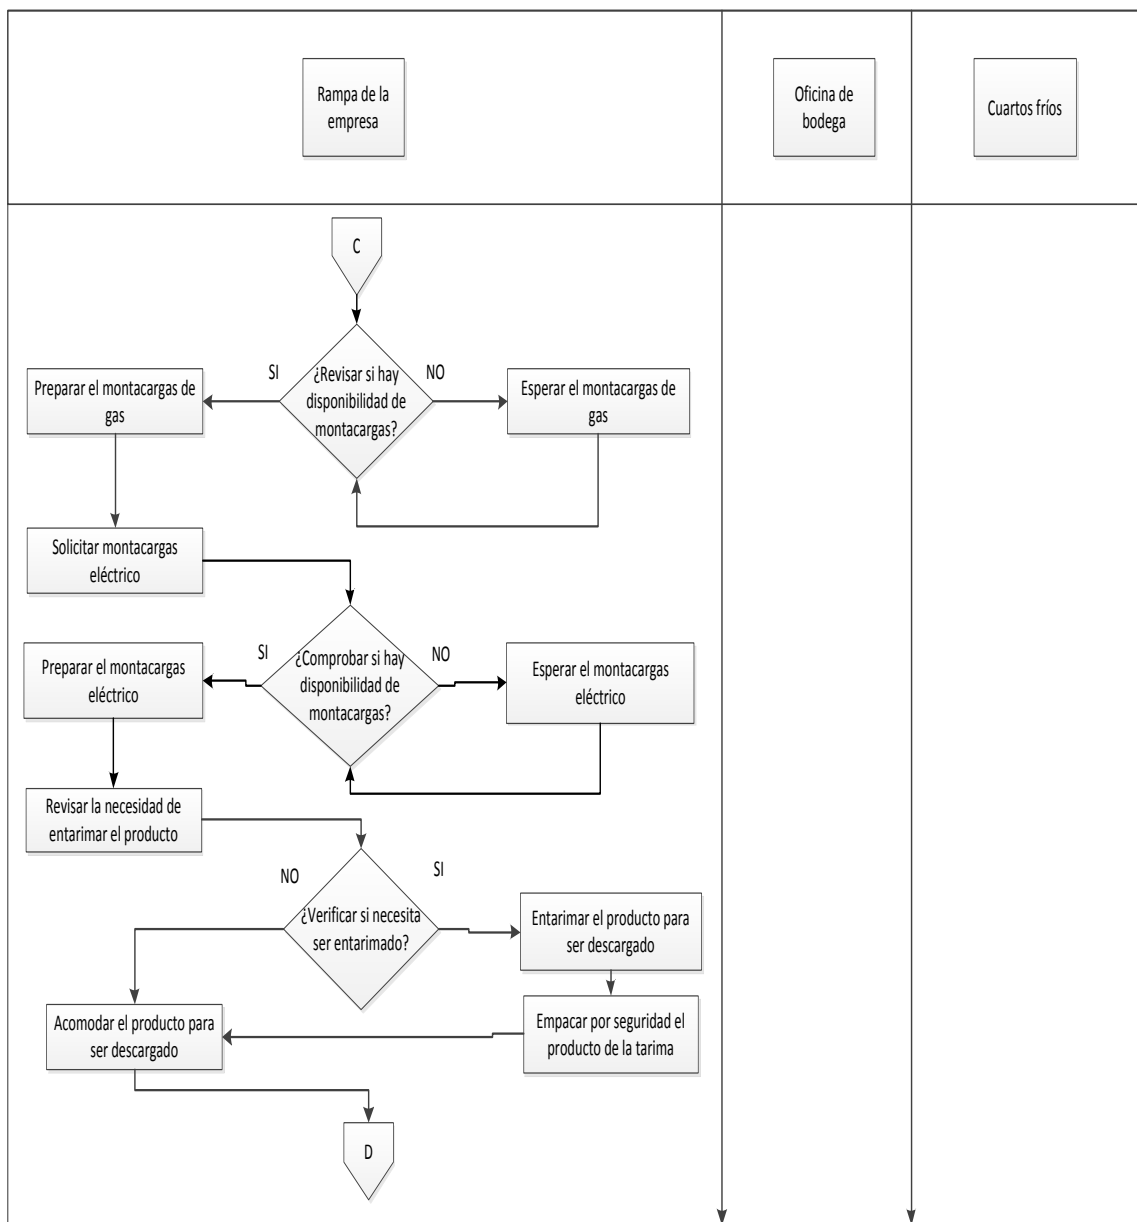 Rampa de la
empresa
Oficina de
bodega
Cuartos fríos
C
SI
¿Revisar si hay
disponibilidad de
montacargas?
NO
Preparar el montacargas de
gas
Esperar el montacargas de
gas
Solicitar montacargas
eléctrico
SI
¿Comprobar si hay
disponibilidad de
montacargas?
NO
Preparar el montacargas
eléctrico
Esperar el montacargas
eléctrico
Revisar la necesidad de
entarimar el producto
NO
SI
¿Verificar si necesita
ser entarimado?
Entarimar el producto para
ser descargado
Acomodar el producto para
ser descargado
Empacar por seguridad el
producto de la tarima
D